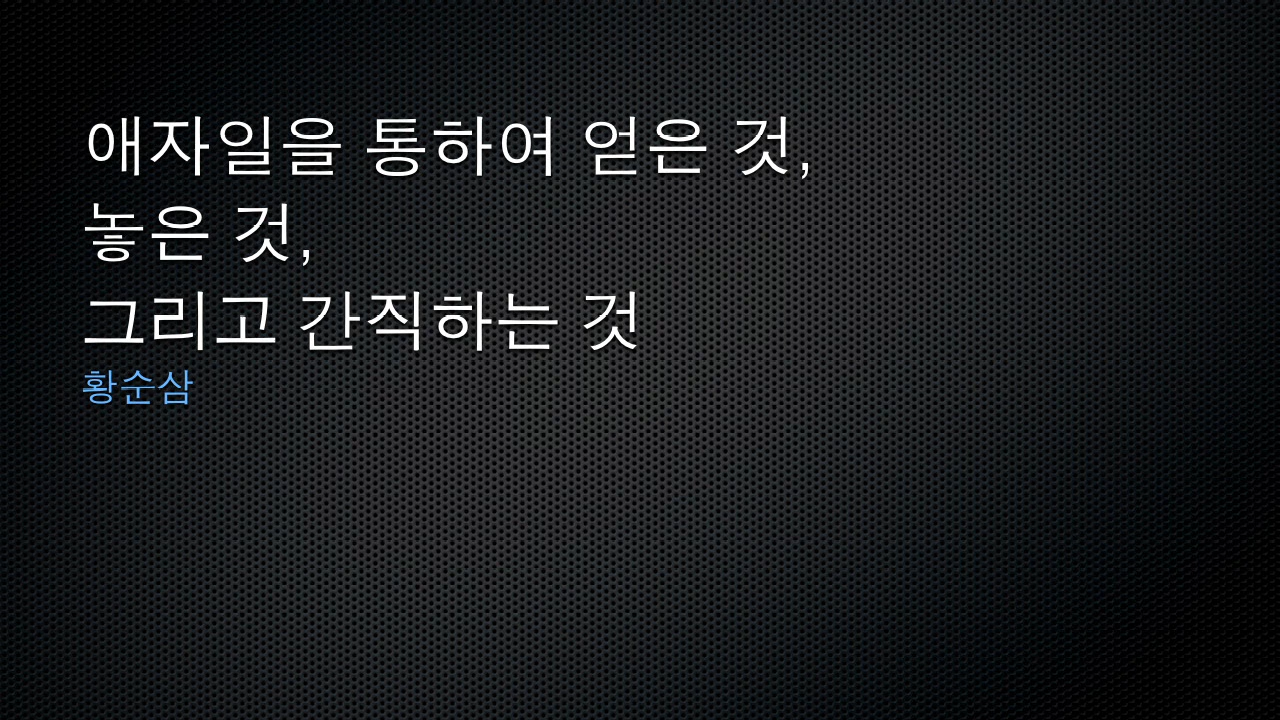 애자일을 통하여 얻은 것,
놓은 것,
그리고 간직하는 것
황순삼